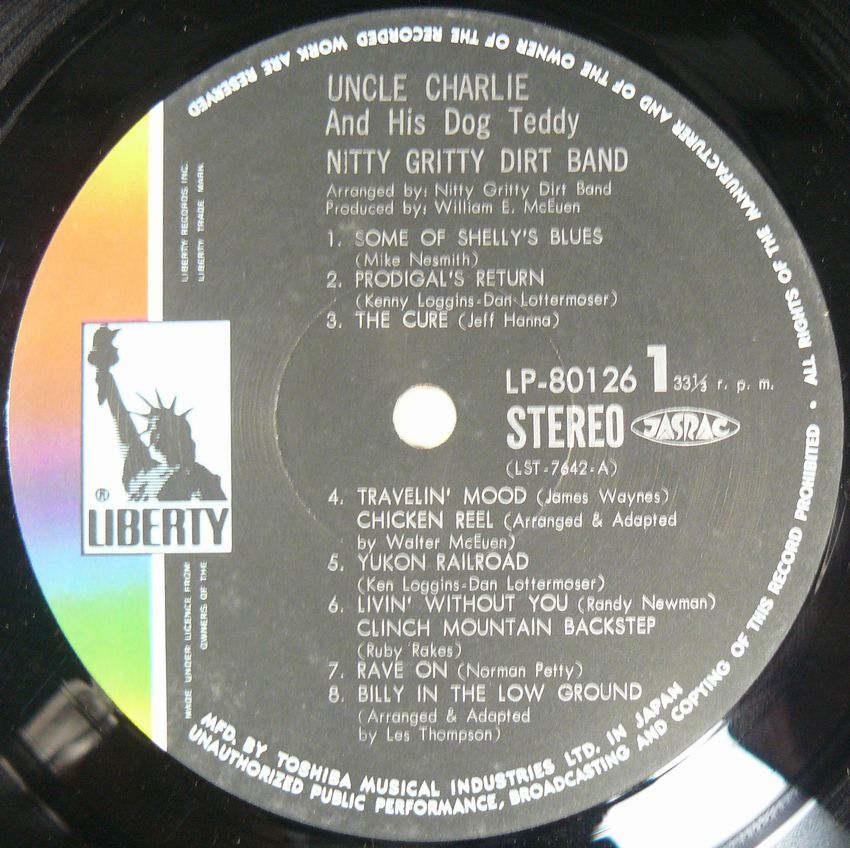 UNCLE CHARLIE
And His Dog Teddy
NITTY GRITTY DIRT BAND
Arranged by: Nitty Gritty Dirt Band
Produced by: William E. McEuen
1. SOME OF SHELLY'S BLUES
(Mike Nesmith)
2. PRODIGAL'S RETURN
(Kenny Loggins-Dan Lottermoser)
3. THE CURE (Jeff Hanna)
LP-80126 1 33⅓ r. p. m.
STEREO JASRAC
(LST-7642-A)
4. TRAVELIN' MOOD (James Waynes)
CHICKEN REEL (Arranged & Adapted
by Walter McEuen)
5. YUKON RAILROAD
(Ken Loggins-Dan Lottermoser)
6. LIVIN' WITHOUT YOU (Randy Newman)
CLINCH MOUNTAIN BACKSTEP
(Ruby Rakes)
7. RAVE ON (Norman Petty)
8. BILLY IN THE LOW GROUND
(Arranged & Adapted
by Les Thompson)
® LIBERTY
MADE UNDER LICENCE FROM
OWNERS OF THE
LIBERTY RECORDS, INC.
LIBERTY TRADE MARK.
MFD. BY TOSHIBA MUSICAL INDUSTRIES LTD. IN JAPAN
UNAUTHORIZED PUBLIC PERFORMANCE, BROADCASTING AND COPYING OF THIS RECORD PROHIBITED • ALL RIGHTS OF THE MANUFACTURER AND OF THE OWNER OF THE RECORDED WORK ARE RESERVED